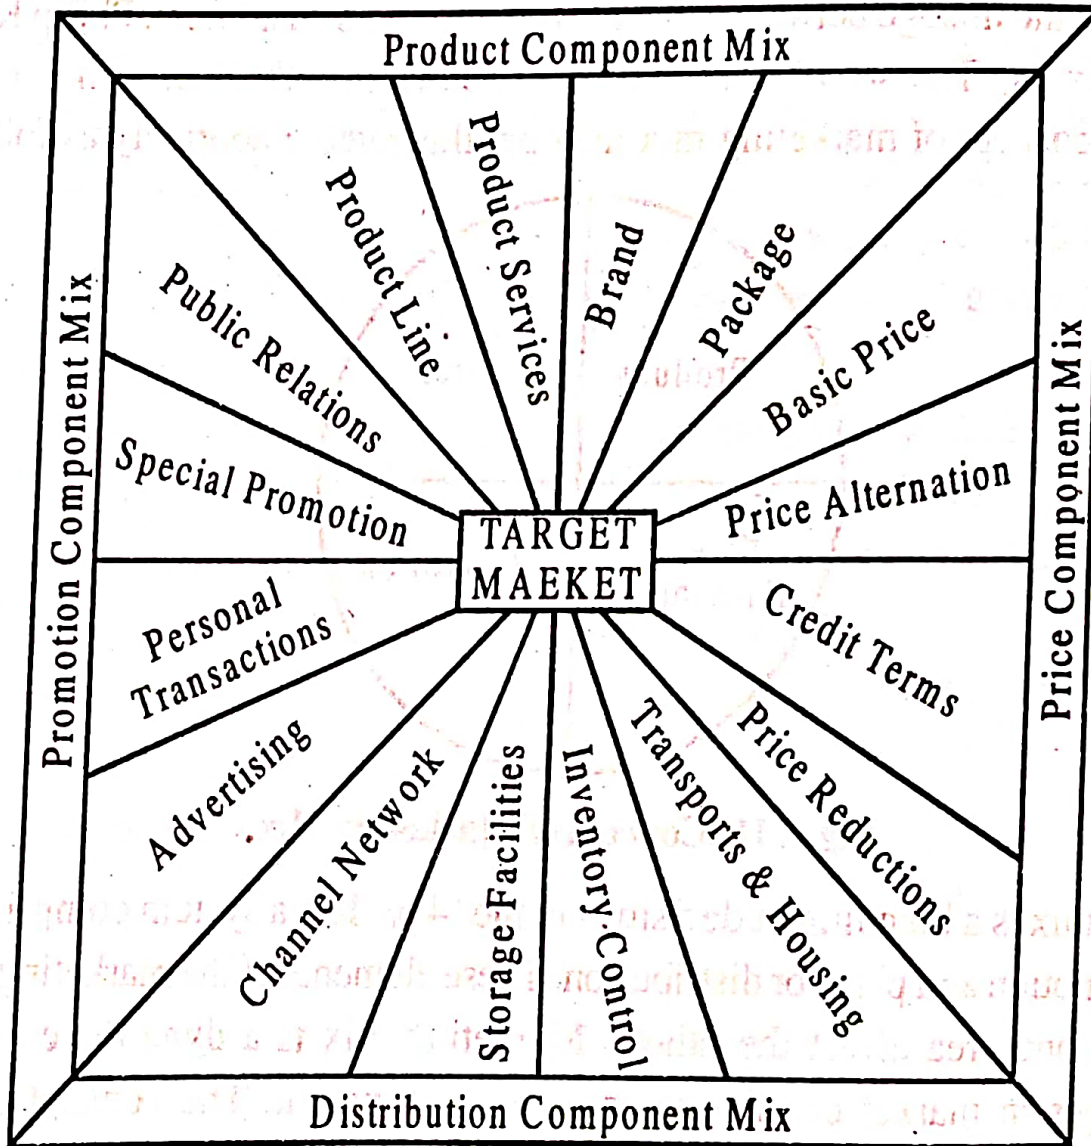 Product Component Mix
Product Line
Product Services
Brand
Package
Basic Price
Price Alternation
Credit Terms
Price Reductions
Price Component Mix
Public Relations
Special Promotion
Personal
Transactions
Advertising
Promotion Component Mix
TARGET
MAEKET
Channel Network
Storage Facilities
Inventory Control
Transports & Housing
Distribution Component Mix